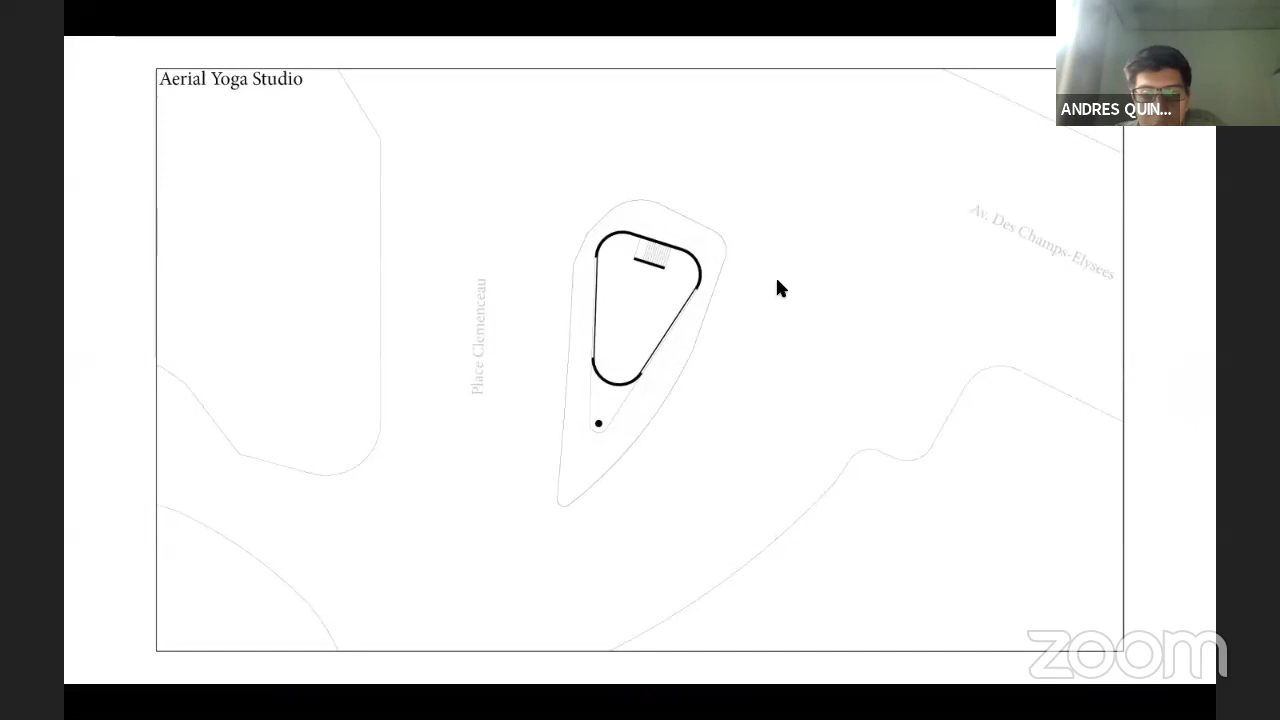 Aerial Yoga Studio
ANDRES QUIN...
Av. Des Champs-Elysees
Place Clemenceau
zoom